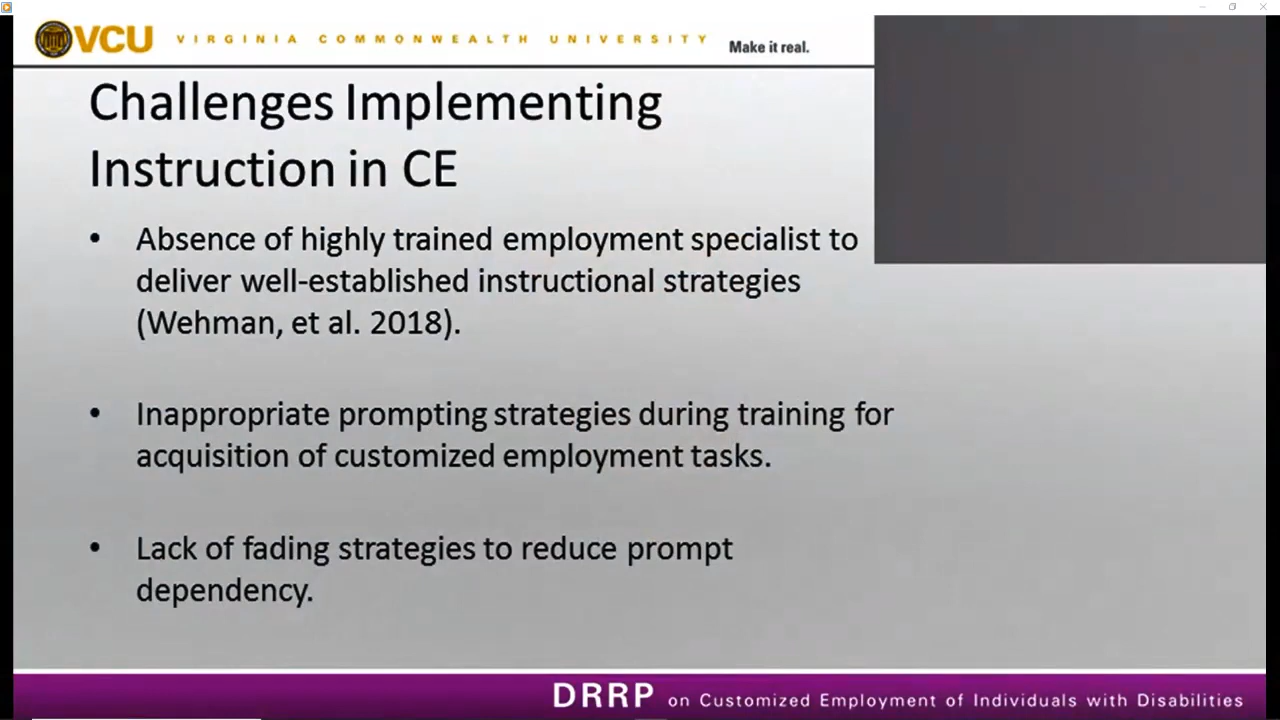 VCU VIRGINIA COMMONWEALTH UNIVERSITY Make it real.
Challenges Implementing
Instruction in CE
• Absence of highly trained employment specialist to
deliver well-established instructional strategies
(Wehman, et al. 2018).
• Inappropriate prompting strategies during training for
acquisition of customized employment tasks.
• Lack of fading strategies to reduce prompt
dependency.
DRRP on Customized Employment of Individuals with Disabilities